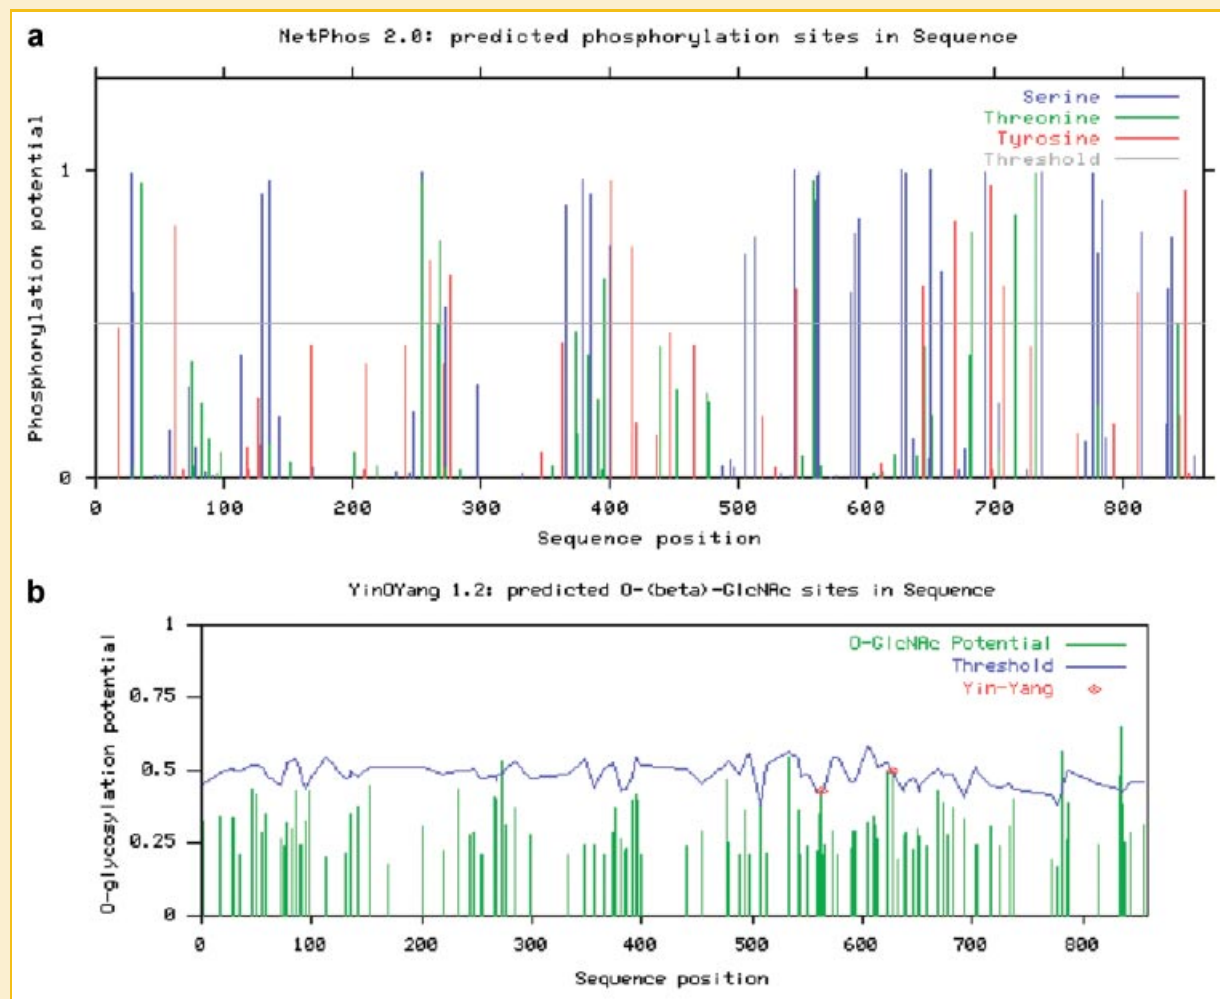 a
NetPhos 2.0: predicted phosphorylation sites in Sequence
Phosphorylation potential
Serine
Threonine
Tyrosine
Threshold
1
0
0 100 200 300 400 500 600 700 800
Sequence position
b
YinOYang 1.2: predicted O-(beta)-GlcNAc sites in Sequence
O-glycosylation potential
O-GlcNAc Potential
Threshold
Yin-Yang
1
0.75
0.5
0.25
0
0 100 200 300 400 500 600 700 800
Sequence position